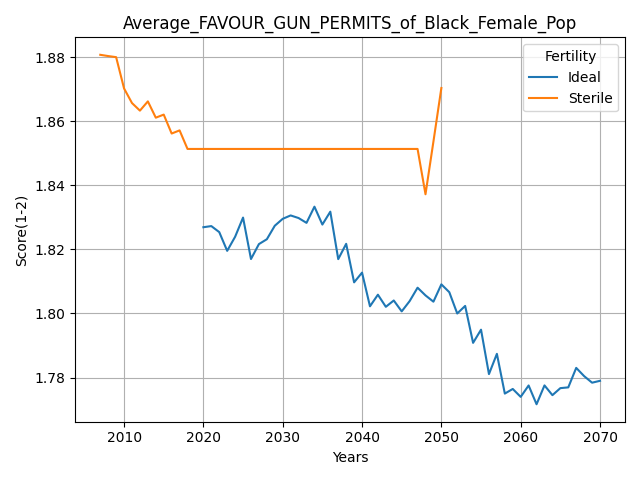 Average_FAVOUR_GUN_PERMITS_of_Black_Female_Pop
Fertility
Ideal
Sterile
Score(1-2)
1.88
1.86
1.84
1.82
1.80
1.78
2010 2020 2030 2040 2050 2060 2070
Years